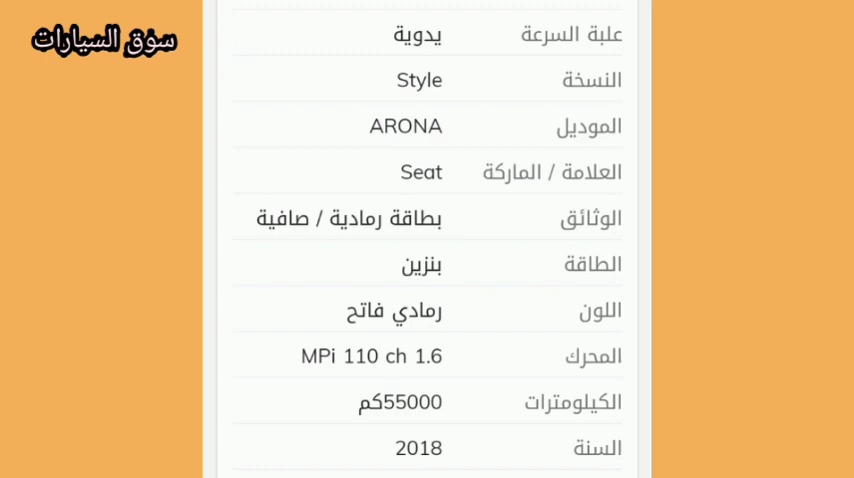 سوق السيارات
علبة السرعة يدوية
النسخة Style
الموديل ARONA
العلامة / الماركة Seat
الوثائق بطاقة رمادية / صافية
الطاقة بنزين
اللون رمادي فاتح
المحرك 1.6 MPi 110 ch
الكيلومترات 55000كم
السنة 2018